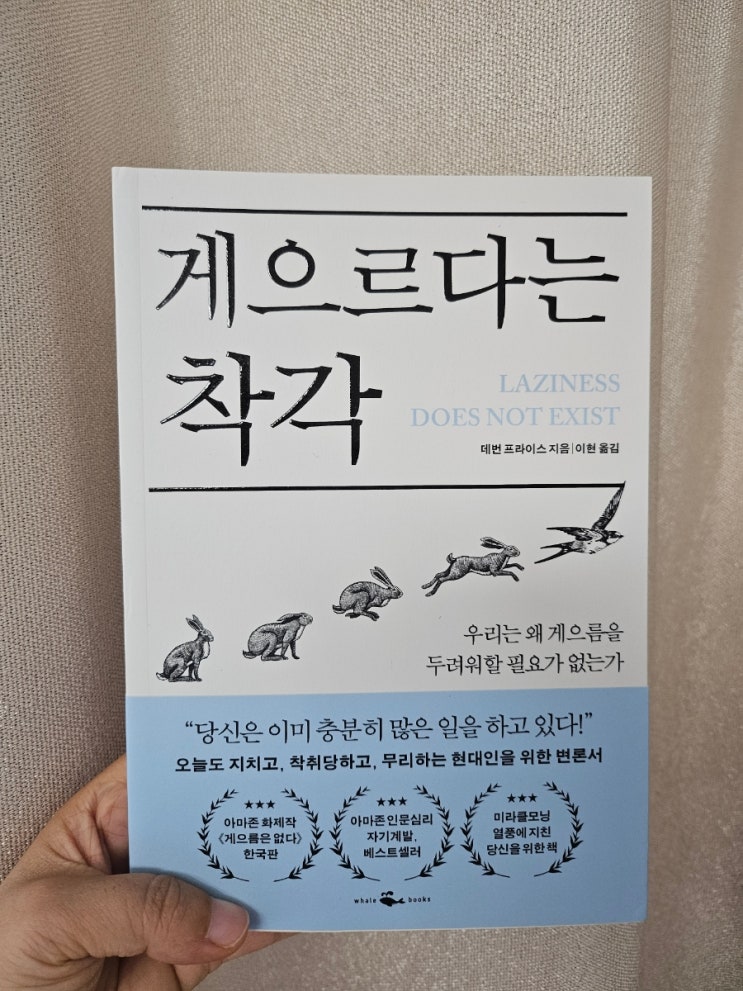 게으르다는
착각
LAZINESS
DOES NOT EXIST
데번 프라이스 지음|이현 옮김
우리는 왜 게으름을
두려워할 필요가 없는가
“당신은 이미 충분히 많은 일을 하고 있다!”
오늘도 지치고, 착취당하고, 무리하는 현대인을 위한 변론서
★★★
아마존 화제작
《게으름은 없다》
한국판
★★★
아마존 인문심리
자기계발,
베스트셀러
★★★
미라클모닝
열풍에 지친
당신을 위한 책
whale books